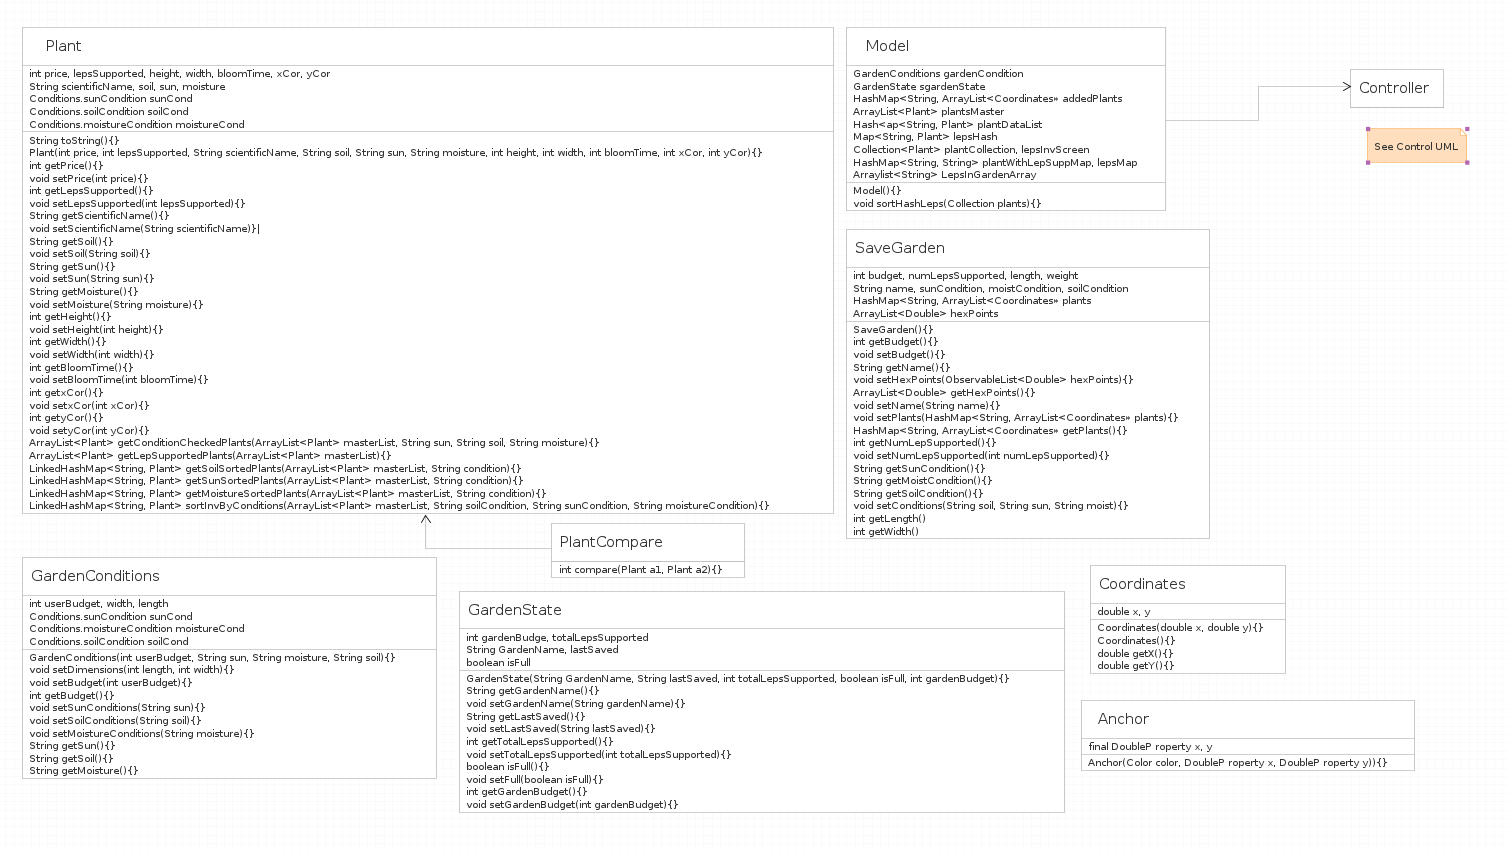 Plant
int price, lepsSupported, height, width, bloomTime, xCor, yCor
String scientificName, soil, sun, moisture
Conditions.sunCondition sunCond
Conditions.soilCondition soilCond
Conditions.moistureCondition moistureCond
String toString(){}
Plant(int price, int lepsSupported, String scientificName, String soil, String sun, String moisture, int height, int width, int bloomTime, int xCor, int yCor){}
int getPrice(){}
void setPrice(int price){}
int getLepsSupported(){}
void setLepsSupported(int lepsSupported){}
String getScientificName(){}
void setScientificName(String scientificName)}|
String getSoil(){}
void setSoil(String soil){}
String getSun(){}
void setSun(String sun){}
String getMoisture(){}
void setMoisture(String moisture){}
int getHeight(){}
void setHeight(int height){}
int getWidth(){}
void setWidth(int width){}
int getBloomTime(){}
void setBloomTime(int bloomTime){}
int getxCor(){}
void setxCor(int xCor){}
int getyCor(){}
void setyCor(int yCor){}
ArrayList<Plant> getConditionCheckedPlants(ArrayList<Plant> masterList, String sun, String soil, String moisture){}
ArrayList<Plant> getLepSupportedPlants(ArrayList<Plant> masterList){}
LinkedHashMap<String, Plant> getSoilSortedPlants(ArrayList<Plant> masterList, String condition){}
LinkedHashMap<String, Plant> getSunSortedPlants(ArrayList<Plant> masterList, String condition){}
LinkedHashMap<String, Plant> getMoistureSortedPlants(ArrayList<Plant> masterList, String condition){}
LinkedHashMap<String, Plant> sortInvByConditions(ArrayList<Plant> masterList, String soilCondition, String sunCondition, String moistureCondition){}
Model
GardenConditions gardenCondition
GardenState sgardenState
HashMap<String, ArrayList<Coordinates» addedPlants
ArrayList<Plant> plantsMaster
Hash<ap<String, Plant> plantDataList
Map<String, Plant> lepsHash
Collection<Plant> plantCollection, lepsInvScreen
HashMap<String, String> plantWithLepSuppMap, lepsMap
Arraylist<String> LepsInGardenArray
Model(){}
void sortHashLeps(Collection plants){}
Controller
See Control UML
SaveGarden
int budget, numLepsSupported, length, weight
String name, sunCondition, moistCondition, soilCondition
HashMap<String, ArrayList<Coordinates» plants
ArrayList<Double> hexPoints
SaveGarden(){}
int getBudget(){}
void setBudget(){}
String getName(){}
void setHexPoints(ObservableList<Double> hexPoints){}
ArrayList<Double> getHexPoints(){}
void setName(String name){}
void setPlants(HashMap<String, ArrayList<Coordinates» plants){}
HashMap<String, ArrayList<Coordinates» getPlants(){}
int getNumLepSupported(){}
void setNumLepSupported(int numLepSupported){}
String getSunCondition(){}
String getMoistCondition(){}
String getSoilCondition(){}
void setConditions(String soil, String sun, String moist){}
int getLength()
int getWidth()
PlantCompare
int compare(Plant a1, Plant a2){}
GardenConditions
int userBudget, width, length
Conditions.sunCondition sunCond
Conditions.moistureCondition moistureCond
Conditions.soilCondition soilCond
GardenConditions(int userBudget, String sun, String moisture, String soil){}
void setDimensions(int length, int width){}
void setBudget(int userBudget){}
int getBudget(){}
void setSunConditions(String sun){}
void setSoilConditions(String soil){}
void setMoistureConditions(String moisture){}
String getSun(){}
String getSoil(){}
String getMoisture(){}
GardenState
int gardenBudge, totalLepsSupported
String GardenName, lastSaved
boolean isFull
GardenState(String GardenName, String lastSaved, int totalLepsSupported, boolean isFull, int gardenBudget){}
String getGardenName(){}
void setGardenName(String gardenName){}
String getLastSaved(){}
void setLastSaved(String lastSaved){}
int getTotalLepsSupported(){}
void setTotalLepsSupported(int totalLepsSupported){}
boolean isFull(){}
void setFull(boolean isFull){}
int getGardenBudget(){}
void setGardenBudget(int gardenBudget){}
Coordinates
double x, y
Coordinates(double x, double y){}
Coordinates(){}
double getX(){}
double getY(){}
Anchor
final DoubleP roperty x, y
Anchor(Color color, DoubleP roperty x, DoubleP roperty y)){}